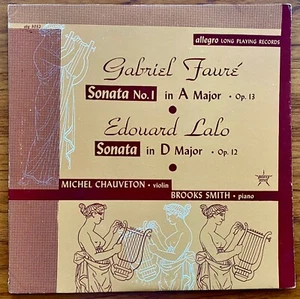 allegro LONG PLAYING RECORDS
Gabriel Fauré
Sonata No. 1 in A Major • Op. 13
Edouard Lalo
Sonata in D Major • Op. 12
MICHEL CHAUVETON • violin
BROOKS SMITH • piano